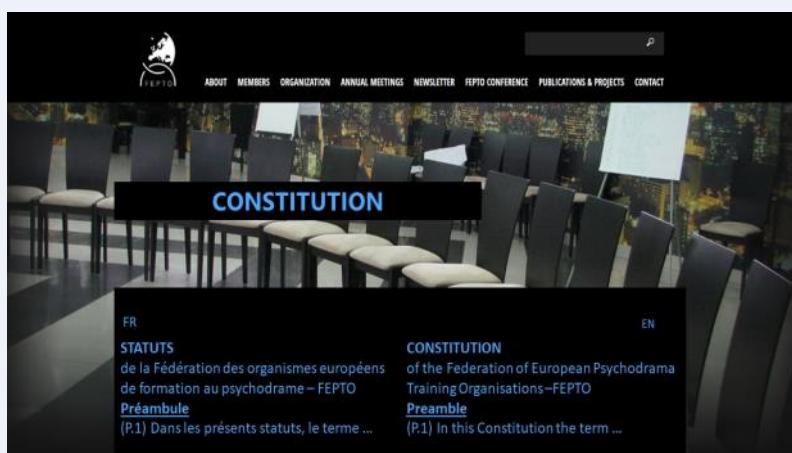 FEPTO
ABOUT MEMBERS ORGANIZATION ANNUAL MEETINGS NEWSLETTER FEPTO CONFERENCE PUBLICATIONS & PROJECTS CONTACT
CONSTITUTION
FR
STATUTS
de la Fédération des organismes européens
de formation au psychodrame – FEPTO
Préambule
(P.1) Dans les présents statuts, le terme ...
EN
CONSTITUTION
of the Federation of European Psychodrama
Training Organisations –FEPTO
Preamble
(P.1) In this Constitution the term ...